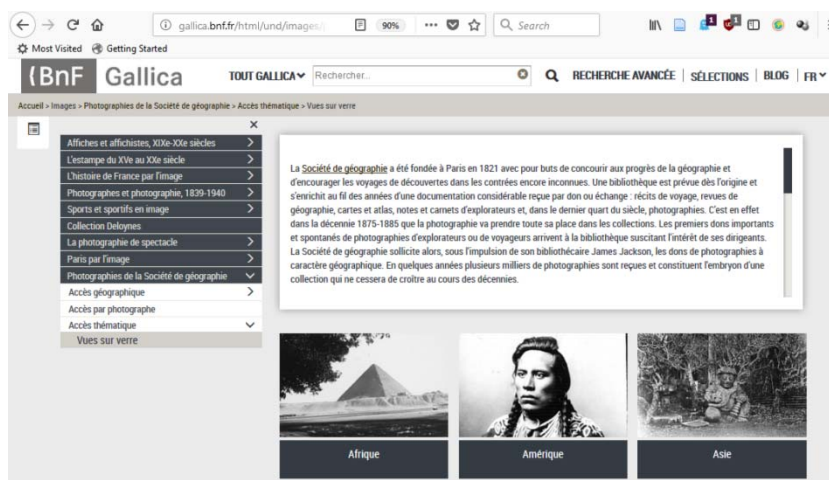 gallica.bnf.fr/html/und/images/
90%
Search
1
1
Most Visited
Getting Started
{BnF Gallica
TOUT GALLICA
Rechercher...
RECHERCHE AVANCÉE | SÉLECTIONS | BLOG | FR
Accueil > Images > Photographies de la Société de géographie > Accès thématique > Vues sur verre
Affiches et affichistes, XIXe-XXe siècles
L'estampe du XVe au XXe siècle
L'histoire de France par l'image
Photographes et photographie, 1839-1940
Sports et sportifs en image
Collection Deloynes
La photographie de spectacle
Paris par l'image
Photographies de la Société de géographie
Accès géographique
Accès par photographe
Accès thématique
Vues sur verre
La Société de géographie a été fondée à Paris en 1821 avec pour buts de concourir aux progrès de la géographie et
d'encourager les voyages de découvertes dans les contrées encore inconnues. Une bibliothèque est prévue dès l'origine et
s'enrichit au fil des années d'une documentation considérable reçue par don ou échange : récits de voyage, revues de
géographie, cartes et atlas, notes et carnets d'explorateurs et, dans le dernier quart du siècle, photographies. C'est en effet
dans la décennie 1875-1885 que la photographie va prendre toute sa place dans les collections. Les premiers dons importants
et spontanés de photographies d'explorateurs ou de voyageurs arrivent à la bibliothèque suscitant l'intérêt de ses dirigeants.
La Société de géographie sollicite alors, sous l'impulsion de son bibliothécaire James Jackson, les dons de photographies à
caractère géographique. En quelques années plusieurs milliers de photographies sont reçues et constituent l'embryon d'une
collection qui ne cessera de croître au cours des décennies.
Afrique
Amérique
Asie